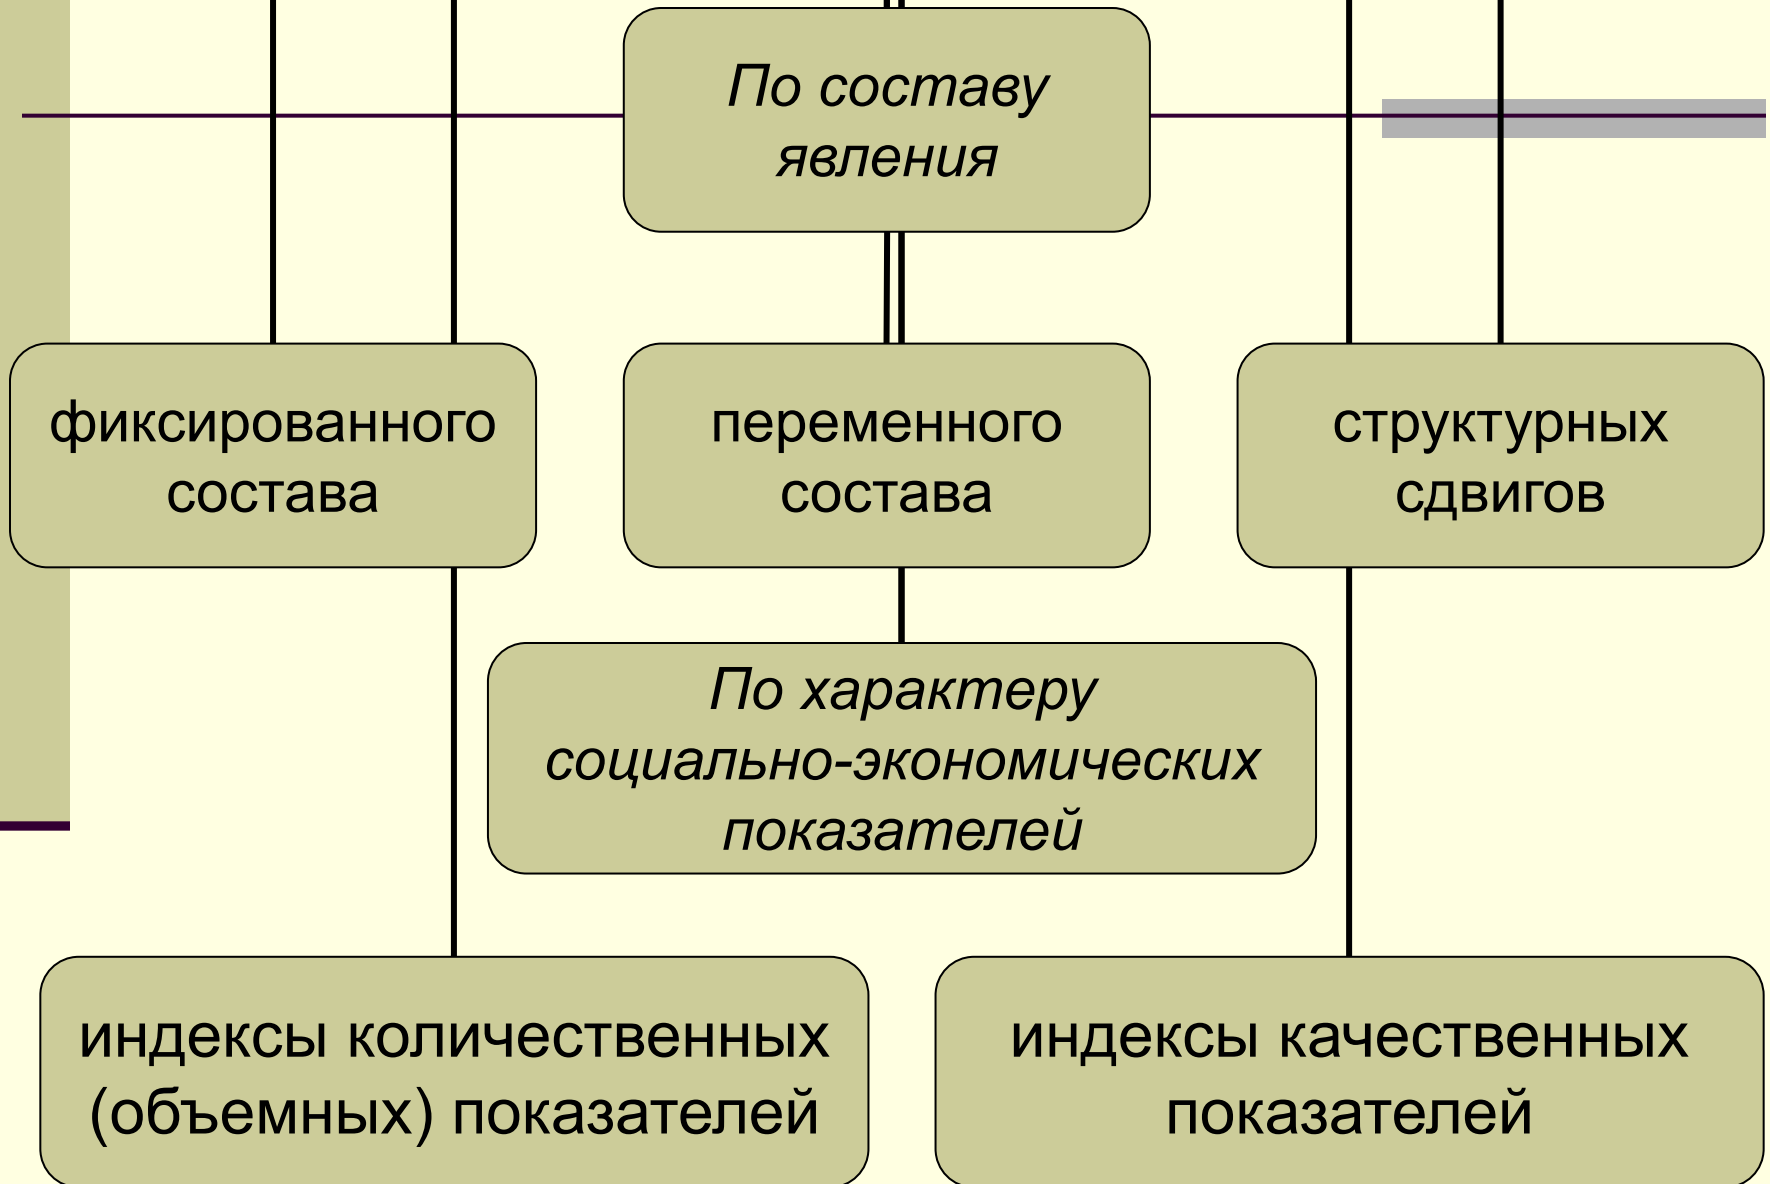 По составу
явления
фиксированного
состава
переменного
состава
структурных
сдвигов
По характеру
социально-экономических
показателей
индексы количественных
(объемных) показателей
индексы качественных
показателей